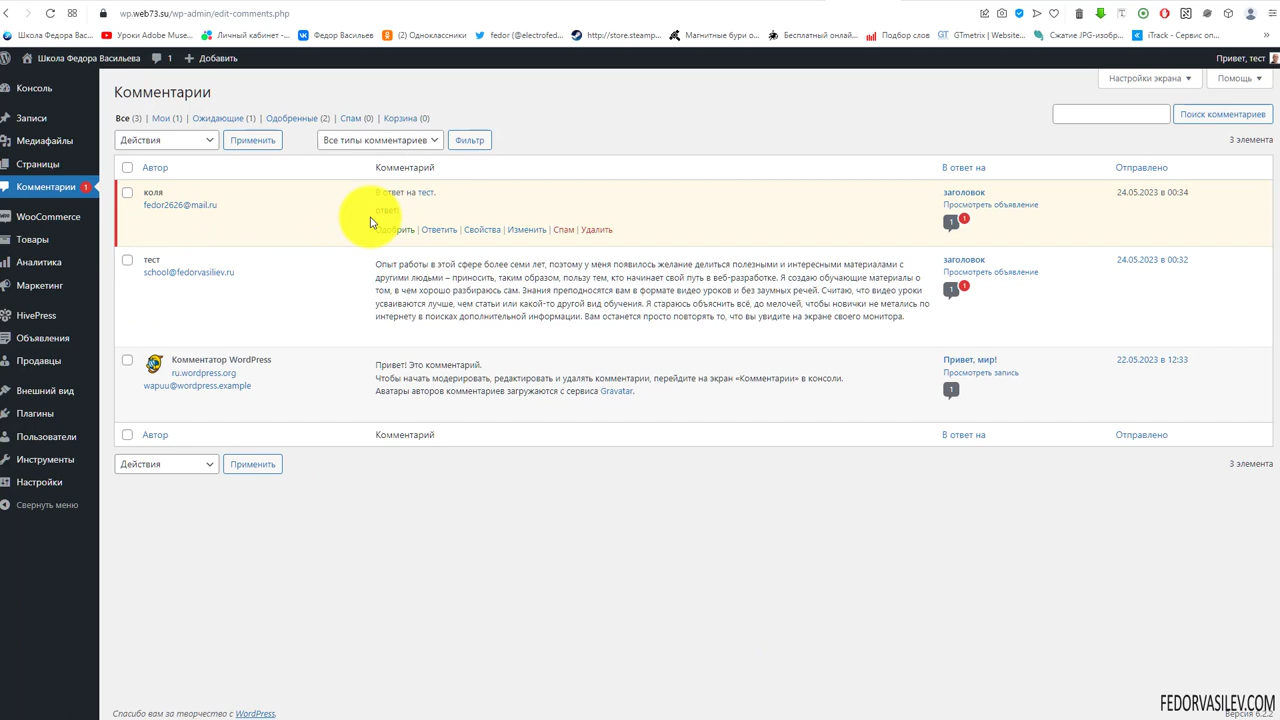 wp.web73.su/wp-admin/edit-comments.php
Школа Федора Вас...
Уроки Adobe Muse...
Личный кабинет -...
Федор Васильев
(2) Одноклассники
fedor (@electrofed...
http://store.steamp...
Магнитные бури о...
Бесплатный онлай...
Подбор слов
GTmetrix | Website...
Сжатие JPG-изобр...
iTrack - Сервис оп...
Школа Федора Васильева
1
Добавить
Привет, тест
Настройки экрана
Помощь
Консоль
Записи
Медиафайлы
Страницы
Комментарии 1
WooCommerce
Товары
Аналитика
Маркетинг
HivePress
Объявления
Продавцы
Внешний вид
Плагины
Пользователи
Инструменты
Настройки
Свернуть меню
Комментарии
Все (3) | Мои (1) | Ожидающие (1) | Одобренные (2) | Спам (0) | Корзина (0)
Поиск комментариев
Действия
Применить
Все типы комментариев
Фильтр
3 элемента
Автор
Комментарий
В ответ на
Отправлено
коля
fedor2626@mail.ru
В ответ на тест.
ответ
Одобрить | Ответить | Свойства | Изменить | Спам | Удалить
заголовок
Просмотреть объявление
1
1
24.05.2023 в 00:34
тест
school@fedorvasiliev.ru
Опыт работы в этой сфере более семи лет, поэтому у меня появилось желание делиться полезными и интересными материалами с
другими людьми – приносить, таким образом, пользу тем, кто начинает свой путь в веб-разработке. Я создаю обучающие материалы о
том, в чем хорошо разбираюсь сам. Знания преподносятся вам в формате видео уроков и без заумных речей. Считаю, что видео уроки
усваиваются лучше, чем статьи или какой-то другой вид обучения. Я стараюсь объяснить всё, до мелочей, чтобы новички не метались по
интернету в поисках дополнительной информации. Вам останется просто повторять то, что вы увидите на экране своего монитора.
заголовок
Просмотреть объявление
1
1
24.05.2023 в 00:32
Комментатор WordPress
ru.wordpress.org
wapuu@wordpress.example
Привет! Это комментарий.
Чтобы начать модерировать, редактировать и удалять комментарии, перейдите на экран «Комментарии» в консоли.
Аватары авторов комментариев загружаются с сервиса Gravatar.
Привет, мир!
Просмотреть запись
1
22.05.2023 в 12:33
Автор
Комментарий
В ответ на
Отправлено
Действия
Применить
3 элемента
Спасибо вам за творчество с WordPress.
FEDORVASILEV.COM
Версия 6.2.2